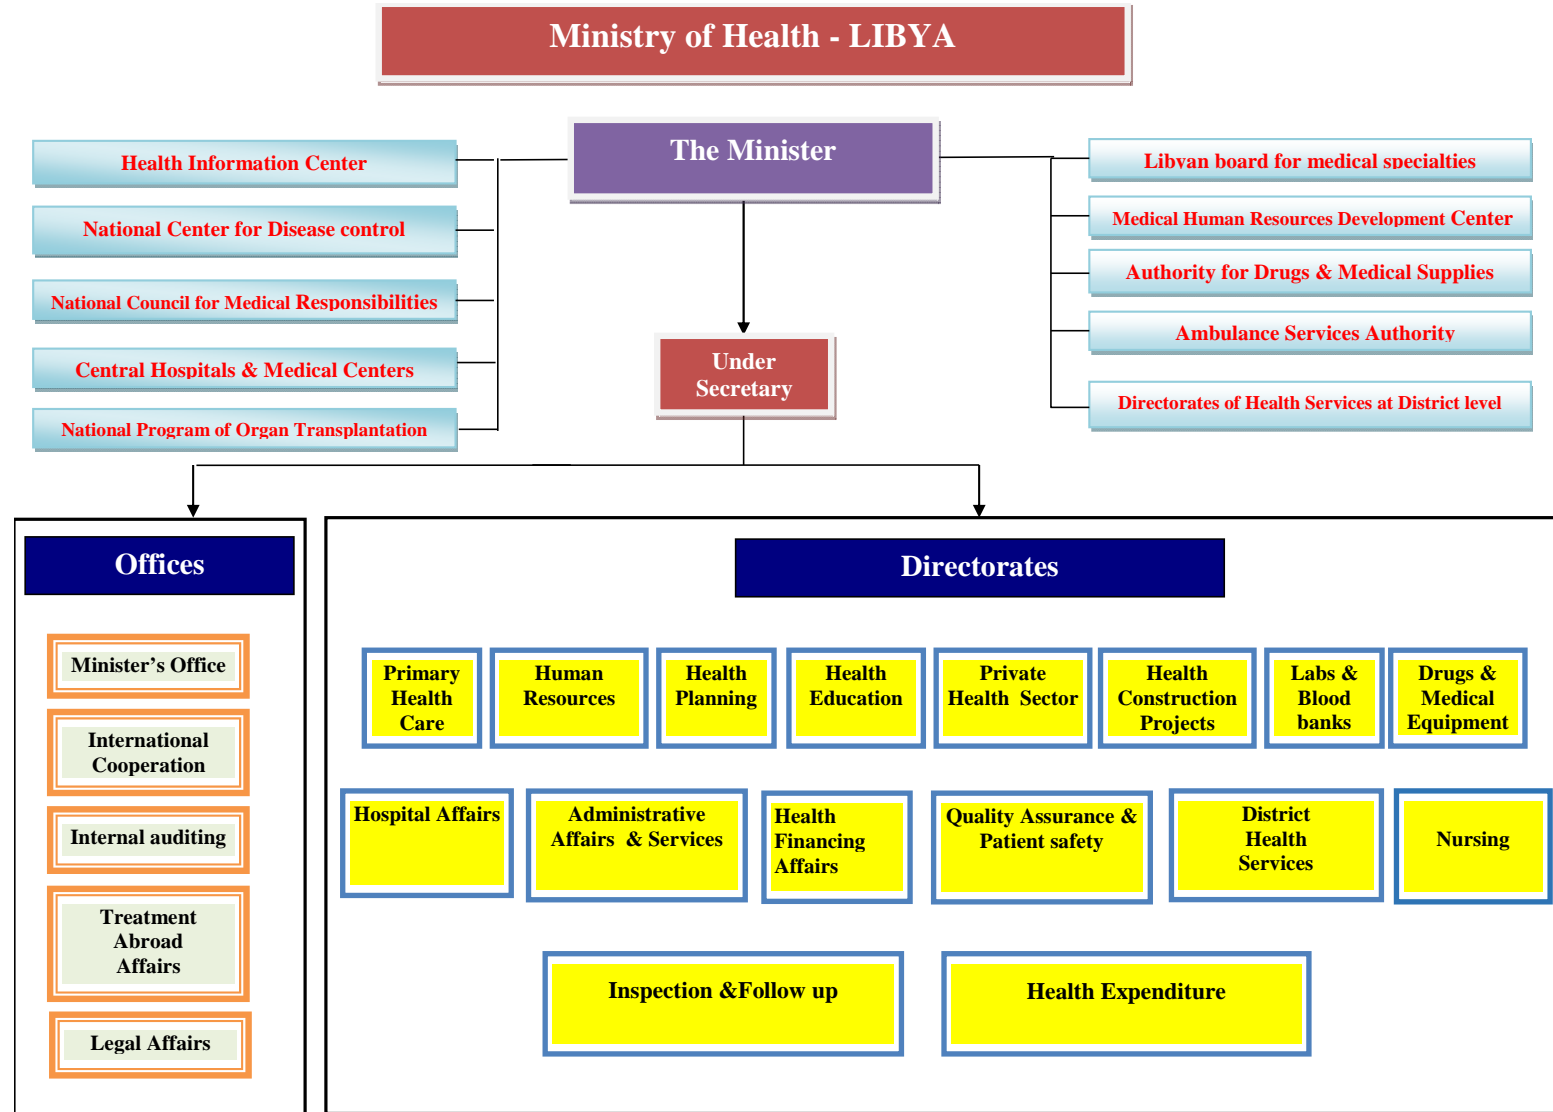 Ministry of Health - LIBYA
The Minister
Health Information Center
National Center for Disease control
National Council for Medical Responsibilities
Central Hospitals & Medical Centers
National Program of Organ Transplantation
Libyan board for medical specialties
Medical Human Resources Development Center
Authority for Drugs & Medical Supplies
Ambulance Services Authority
Directorates of Health Services at District level
Under
Secretary
Offices
Minister’s Office
International
Cooperation
Internal auditing
Treatment
Abroad
Affairs
Legal Affairs
Directorates
Primary
Health
Care
Human
Resources
Health
Planning
Health
Education
Private
Health Sector
Health
Construction
Projects
Labs &
Blood
banks
Drugs &
Medical
Equipment
Hospital Affairs
Administrative
Affairs & Services
Health
Financing
Affairs
Quality Assurance &
Patient safety
District
Health
Services
Nursing
Inspection &Follow up
Health Expenditure